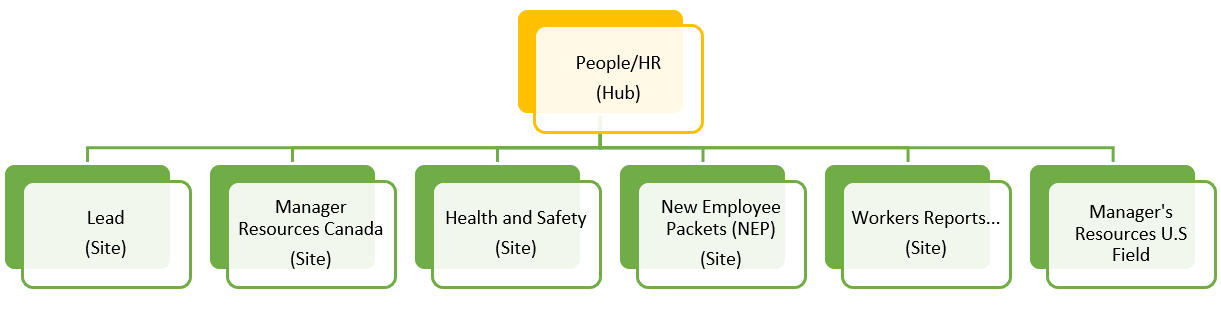 People/HR
(Hub)
Lead
(Site)
Manager
Resources Canada
(Site)
Health and Safety
(Site)
New Employee
Packets (NEP)
(Site)
Workers Reports...
(Site)
Manager's
Resources U.S
Field